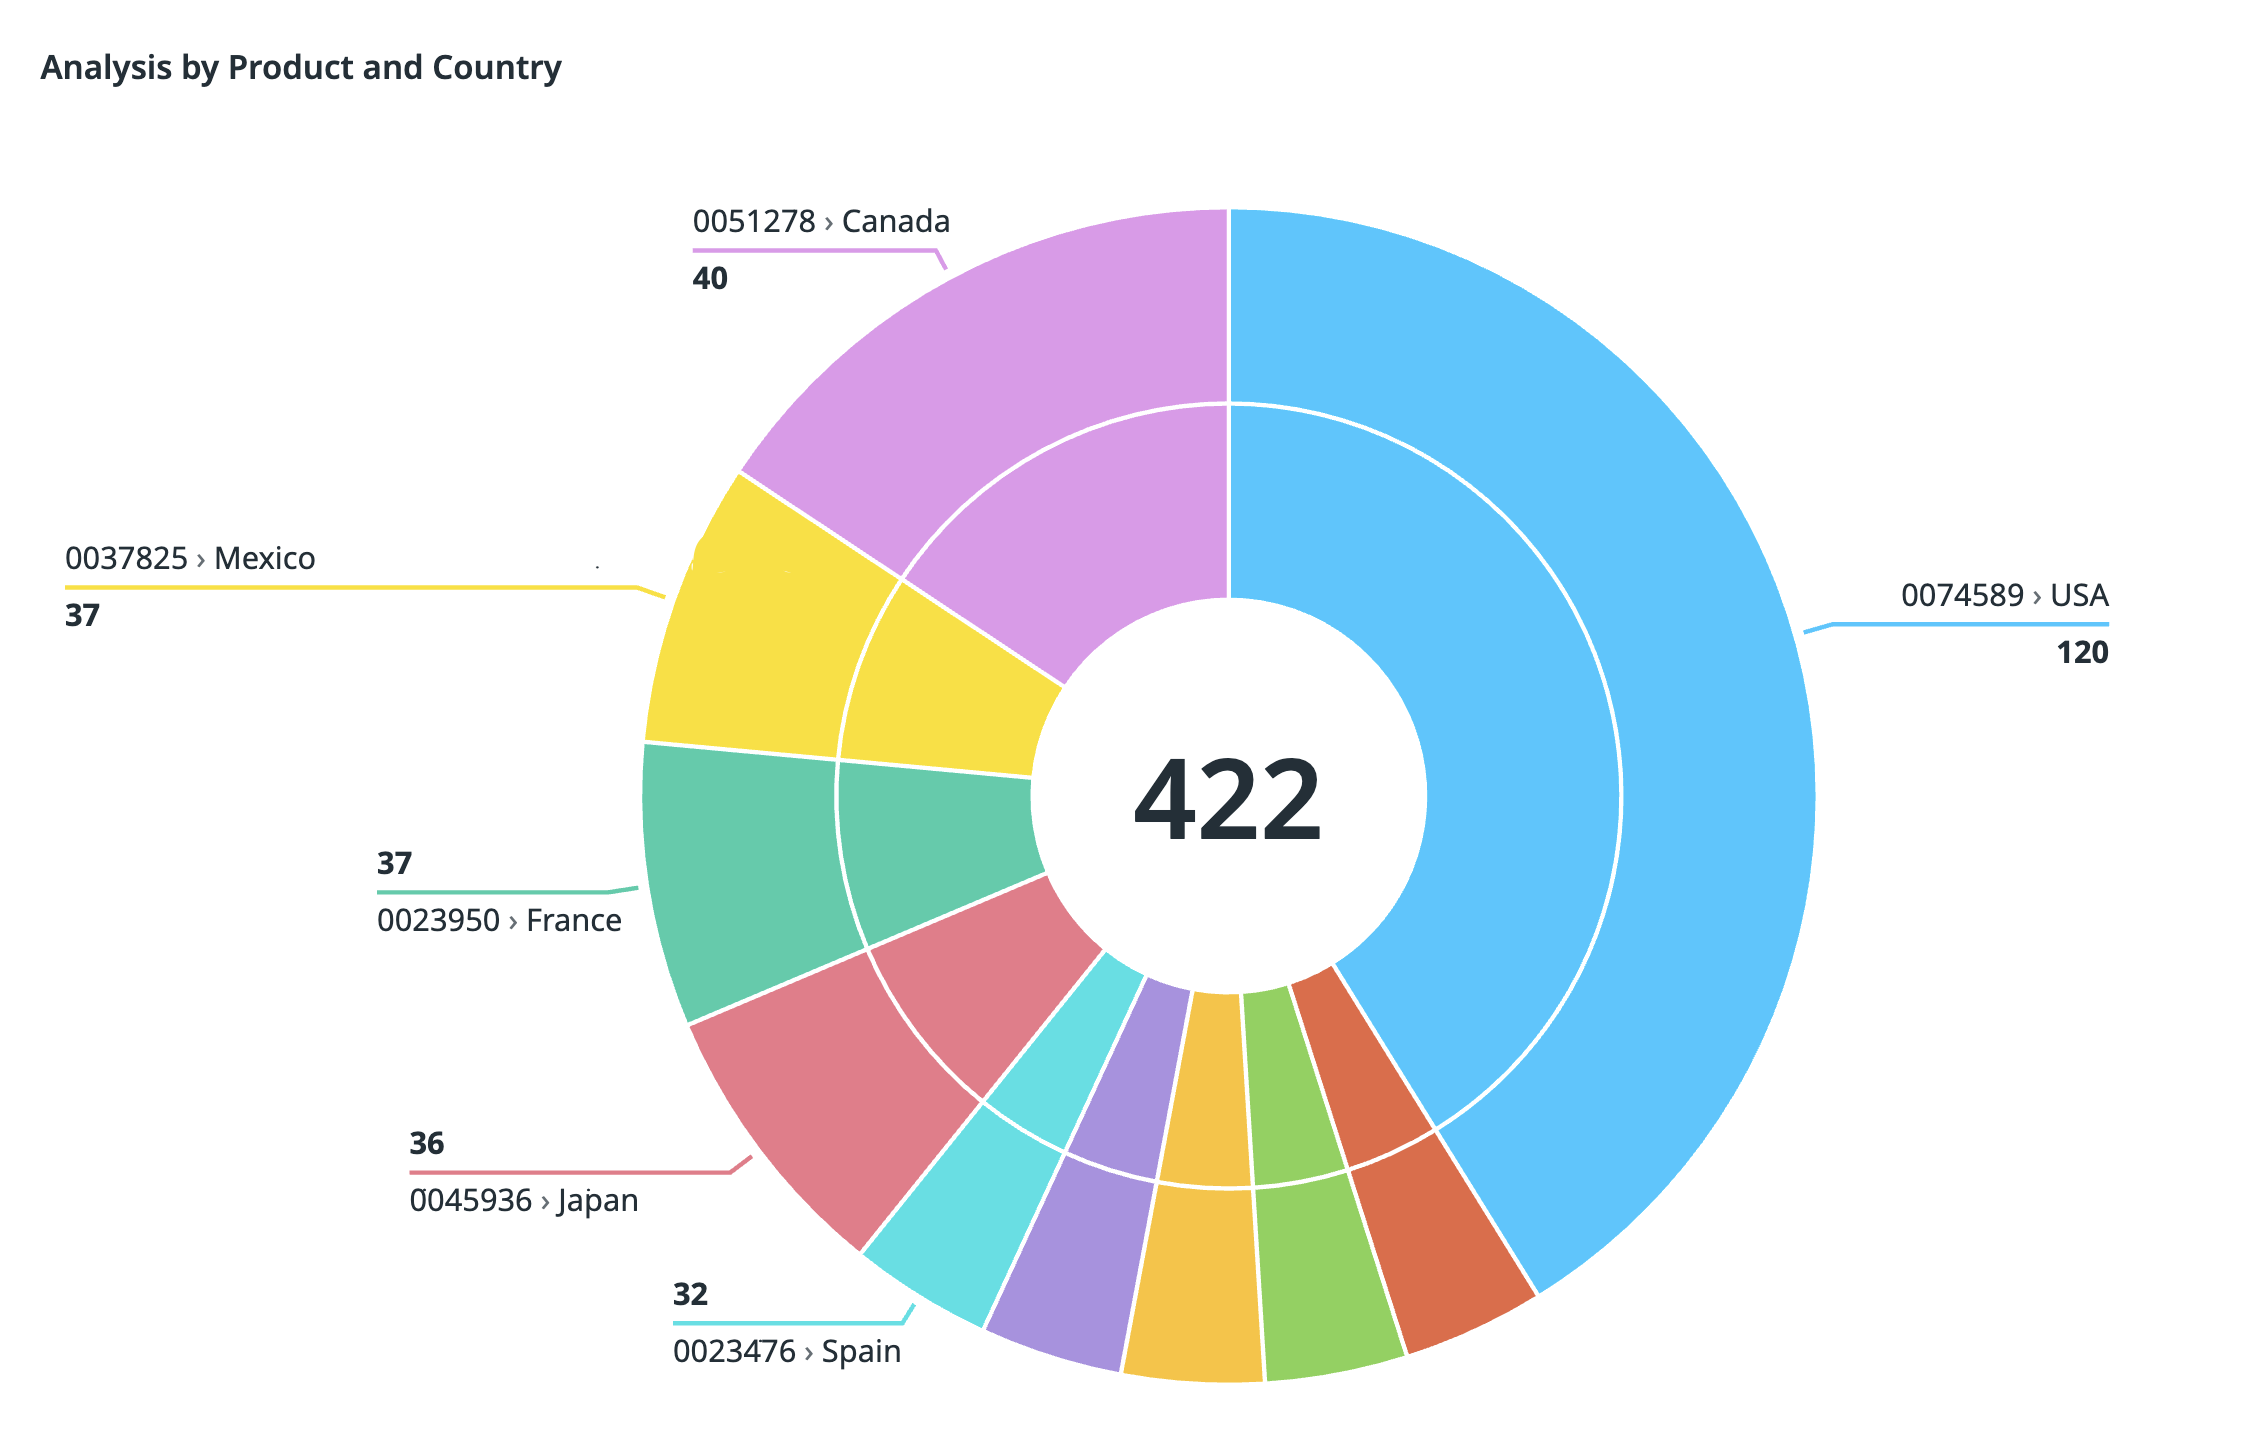 Analysis by Product and Country
0051278 › Canada
40
0037825 › Mexico
37
0074589 › USA
120
422
37
0023950 › France
36
0045936 › Japan
32
0023476 › Spain